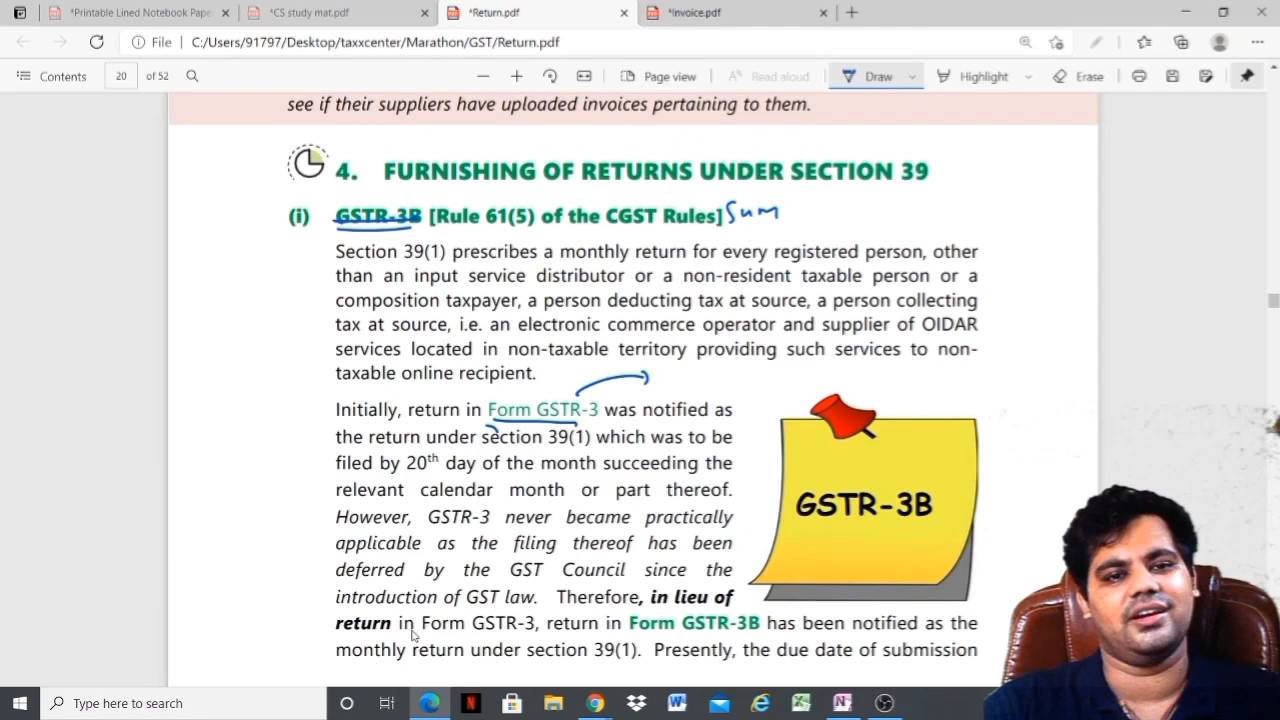 *Printable Lined Notebook Pape
*CS study mat.pdf
*Return.pdf
*Invoice.pdf
File
C:/Users/91797/Desktop/taxxcenter/Marathon/GST/Return.pdf
Contents
20
of 52
Page view
Read aloud
Draw
Highlight
Erase
see if their suppliers have uploaded invoices pertaining to them.
4. FURNISHING OF RETURNS UNDER SECTION 39
(i) GSTR-3B [Rule 61(5) of the CGST Rules] Sum
Section 39(1) prescribes a monthly return for every registered person, other
than an input service distributor or a non-resident taxable person or a
composition taxpayer, a person deducting tax at source, a person collecting
tax at source, i.e. an electronic commerce operator and supplier of OIDAR
services located in non-taxable territory providing such services to non-
taxable online recipient.
Initially, return in Form GSTR-3 was notified as
the return under section 39(1) which was to be
filed by 20th day of the month succeeding the
relevant calendar month or part thereof.
However, GSTR-3 never became practically
applicable as the filing thereof has been
deferred by the GST Council since the
introduction of GST law. Therefore, in lieu of
return in Form GSTR-3, return in Form GSTR-3B has been notified as the
monthly return under section 39(1). Presently, the due date of submission
GSTR-3B
Type here to search